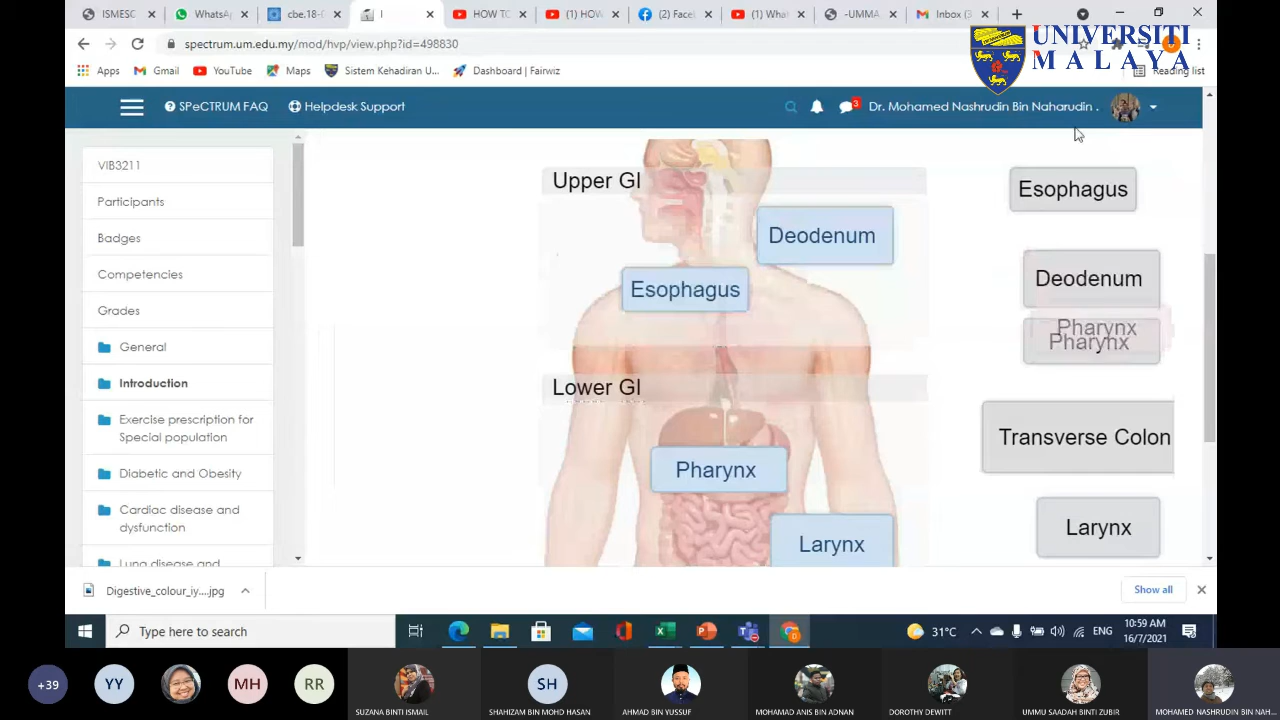 ISMESC
WhatsA
cbe.18-
I
HOW TO
(1) HOW
(2) Face
(1) Wha
-UMMA
Inbox (3
spectrum.um.edu.my/mod/hvp/view.php?id=498830
UNIVERSITI
MALAYA
Apps
Gmail
YouTube
Maps
Sistem Kehadiran U...
Dashboard | Fairwiz
Reading list
SPeCTRUM FAQ
Helpdesk Support
3
Dr. Mohamed Nashrudin Bin Naharudin .
VIB3211
Participants
Badges
Competencies
Grades
General
Introduction
Exercise prescription for
Special population
Diabetic and Obesity
Cardiac disease and
dysfunction
Lung disease and
Upper GI
Deodenum
Esophagus
Lower GI
Pharynx
Larynx
Esophagus
Deodenum
Pharynx
Pharynx
Transverse Colon
Larynx
Digestive_colour_iy....jpg
Show all
Type here to search
31°C
ENG
10:59 AM
16/7/2021
+39
YY
MH
RR
SUZANA BINTI ISMAIL
SH
SHAHIZAM BIN MOHD HASAN
AHMAD BIN YUSSUF
MOHAMAD ANIS BIN ADNAN
DOROTHY DEWITT
UMMU SAADAH BINTI ZUBIR
MOHAMED NASHRUDIN BIN NAH...